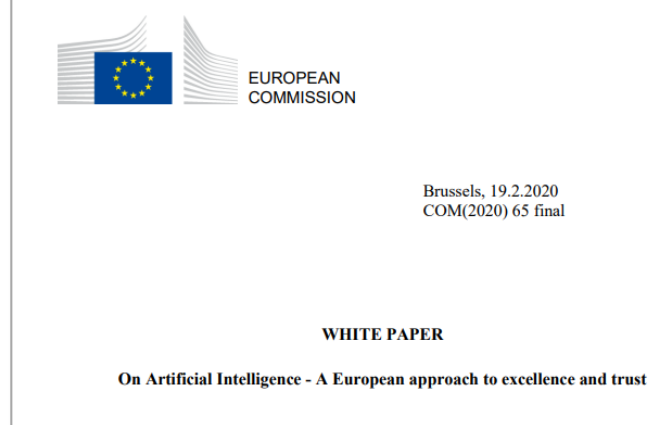 EUROPEAN
COMMISSION
Brussels, 19.2.2020
COM(2020) 65 final
WHITE PAPER
On Artificial Intelligence - A European approach to excellence and trust